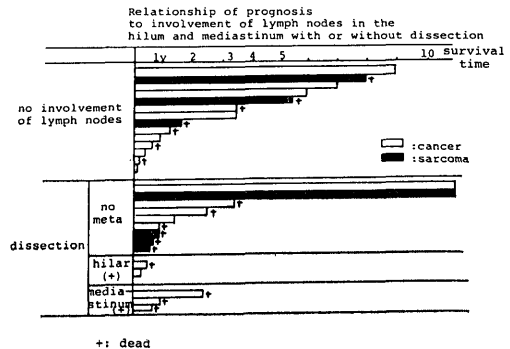 Relationship of prognosis
to involvement of lymph nodes in the
hilum and mediastinum with or without dissection
1y 2 3 4 5 10 survival
time
no involvement
of lymph nodes
:cancer
:sarcoma
no
meta
dissection
hilar
(+)
media
stinum
(+)
+: dead